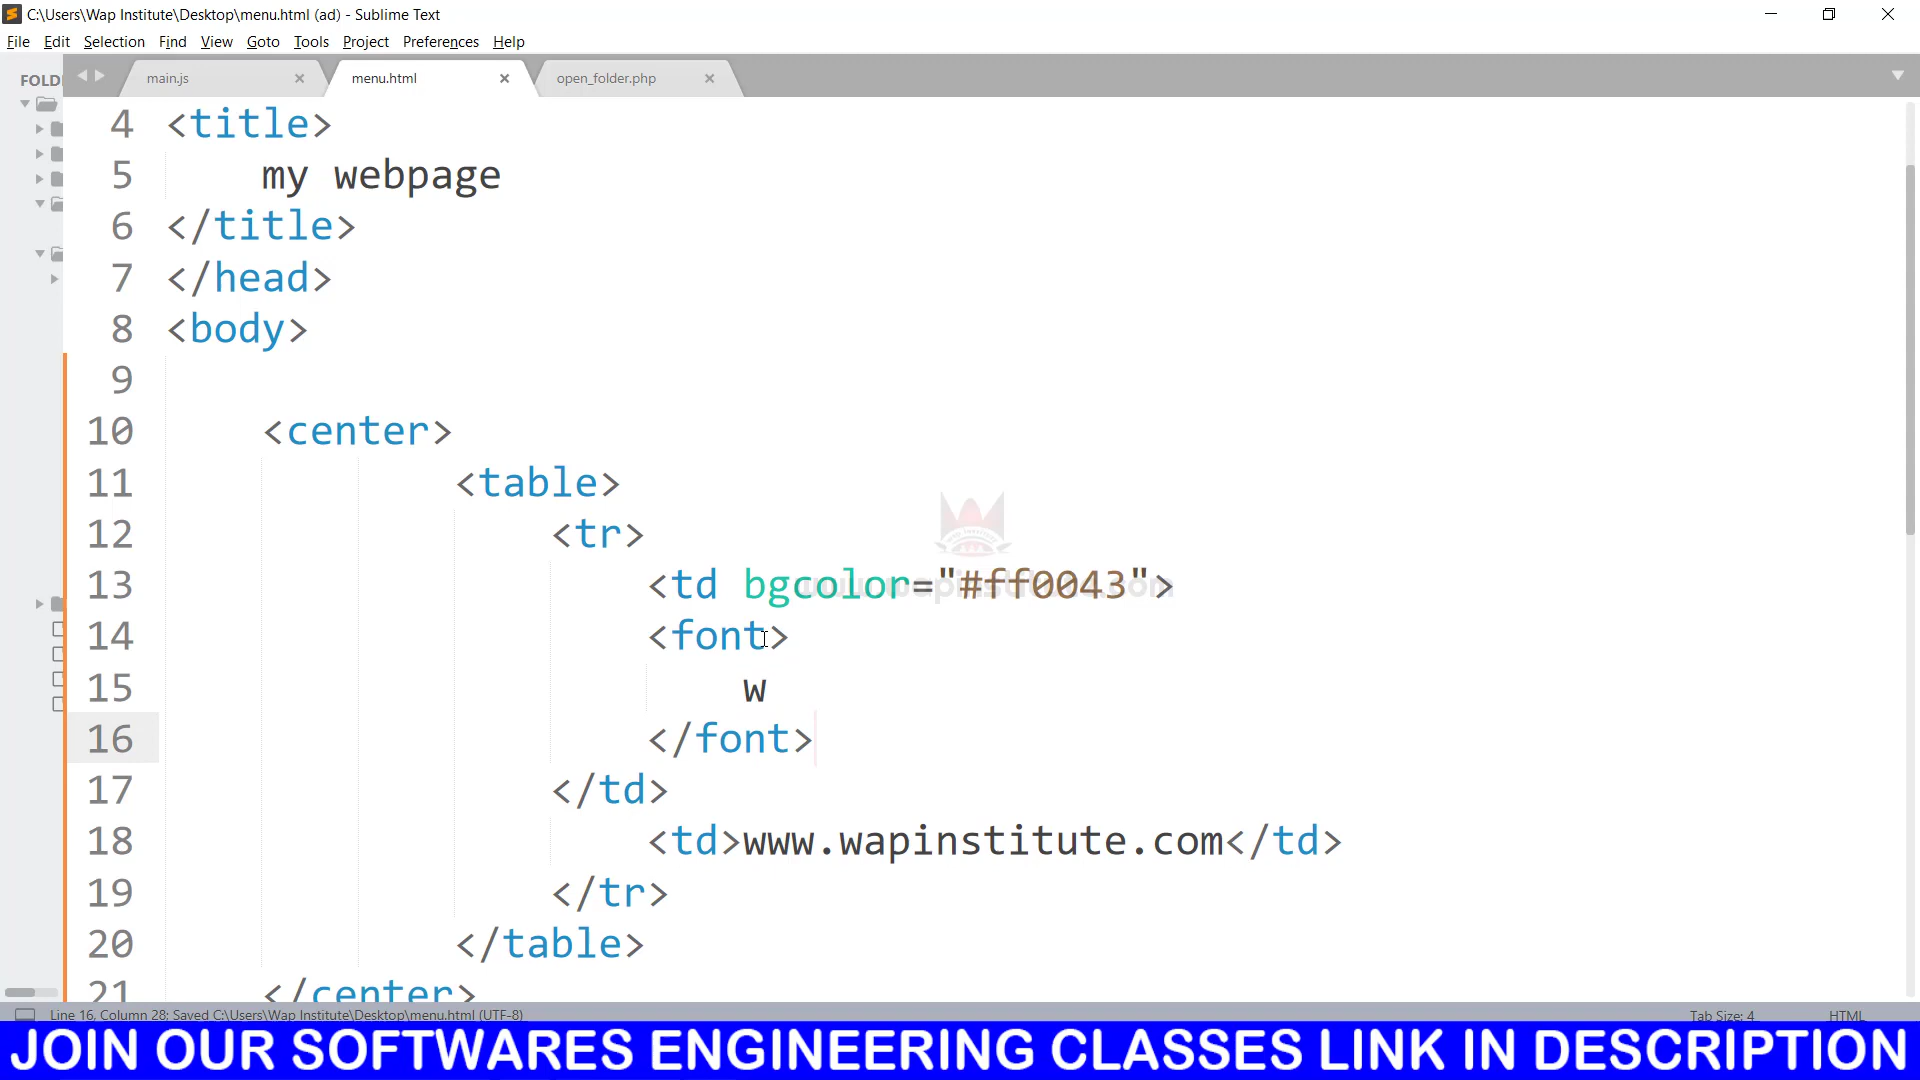 C:\Users\Wap Institute\Desktop\menu.html (ad) - Sublime Text
File Edit Selection Find View Goto Tools Project Preferences Help
FOLD
main.js
menu.html
open_folder.php
4 <title>
5 my webpage
6 </title>
7 </head>
8 <body>
9
10 <center>
11 <table>
12 <tr>
13 <td bgcolor="#ff0043">
14 <font>
15 w
16 </font>
17 </td>
18 <td>www.wapinstitute.com</td>
19 </tr>
20 </table>
21 </center>
www.wapinstitute.com
Line 16, Column 28; Saved C:\Users\Wap Institute\Desktop\menu.html (UTF-8)
Tab Size: 4
HTML
JOIN OUR SOFTWARES ENGINEERING CLASSES LINK IN DESCRIPTION